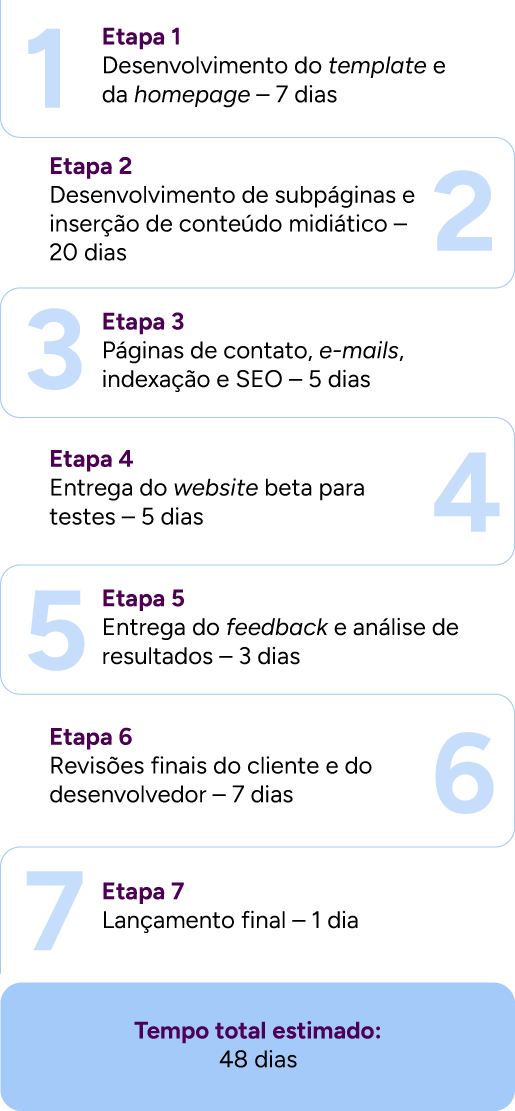 1
Etapa 1
Desenvolvimento do template e
da homepage – 7 dias
Etapa 2
Desenvolvimento de subpáginas e
inserção de conteúdo midiático –
20 dias
2
3
Etapa 3
Páginas de contato, e-mails,
indexação e SEO – 5 dias
Etapa 4
Entrega do website beta para
testes – 5 dias
4
5
Etapa 5
Entrega do feedback e análise de
resultados – 3 dias
Etapa 6
Revisões finais do cliente e do
desenvolvedor – 7 dias
6
7
Etapa 7
Lançamento final – 1 dia
Tempo total estimado:
48 dias